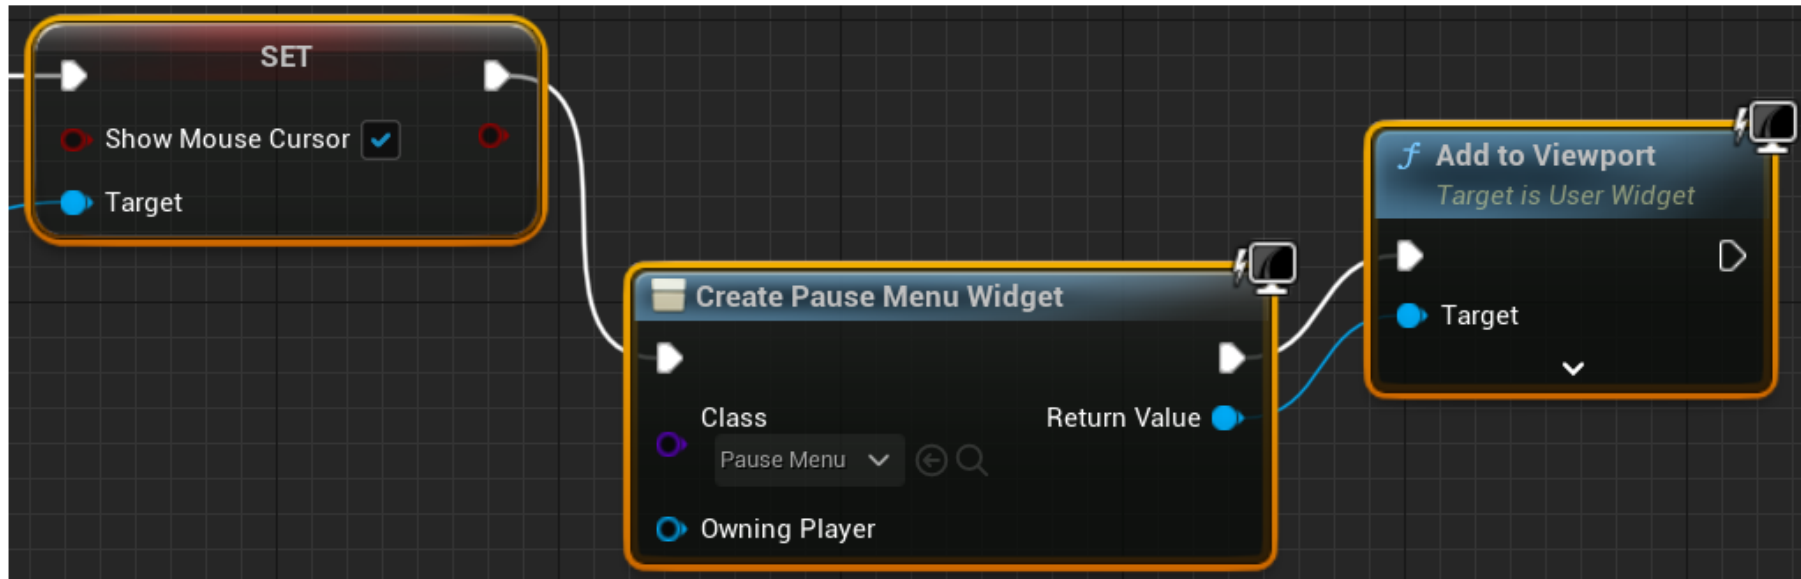 SET
Show Mouse Cursor
Target
Create Pause Menu Widget
Class
Pause Menu
Return Value
Owning Player
Add to Viewport
Target is User Widget
Target